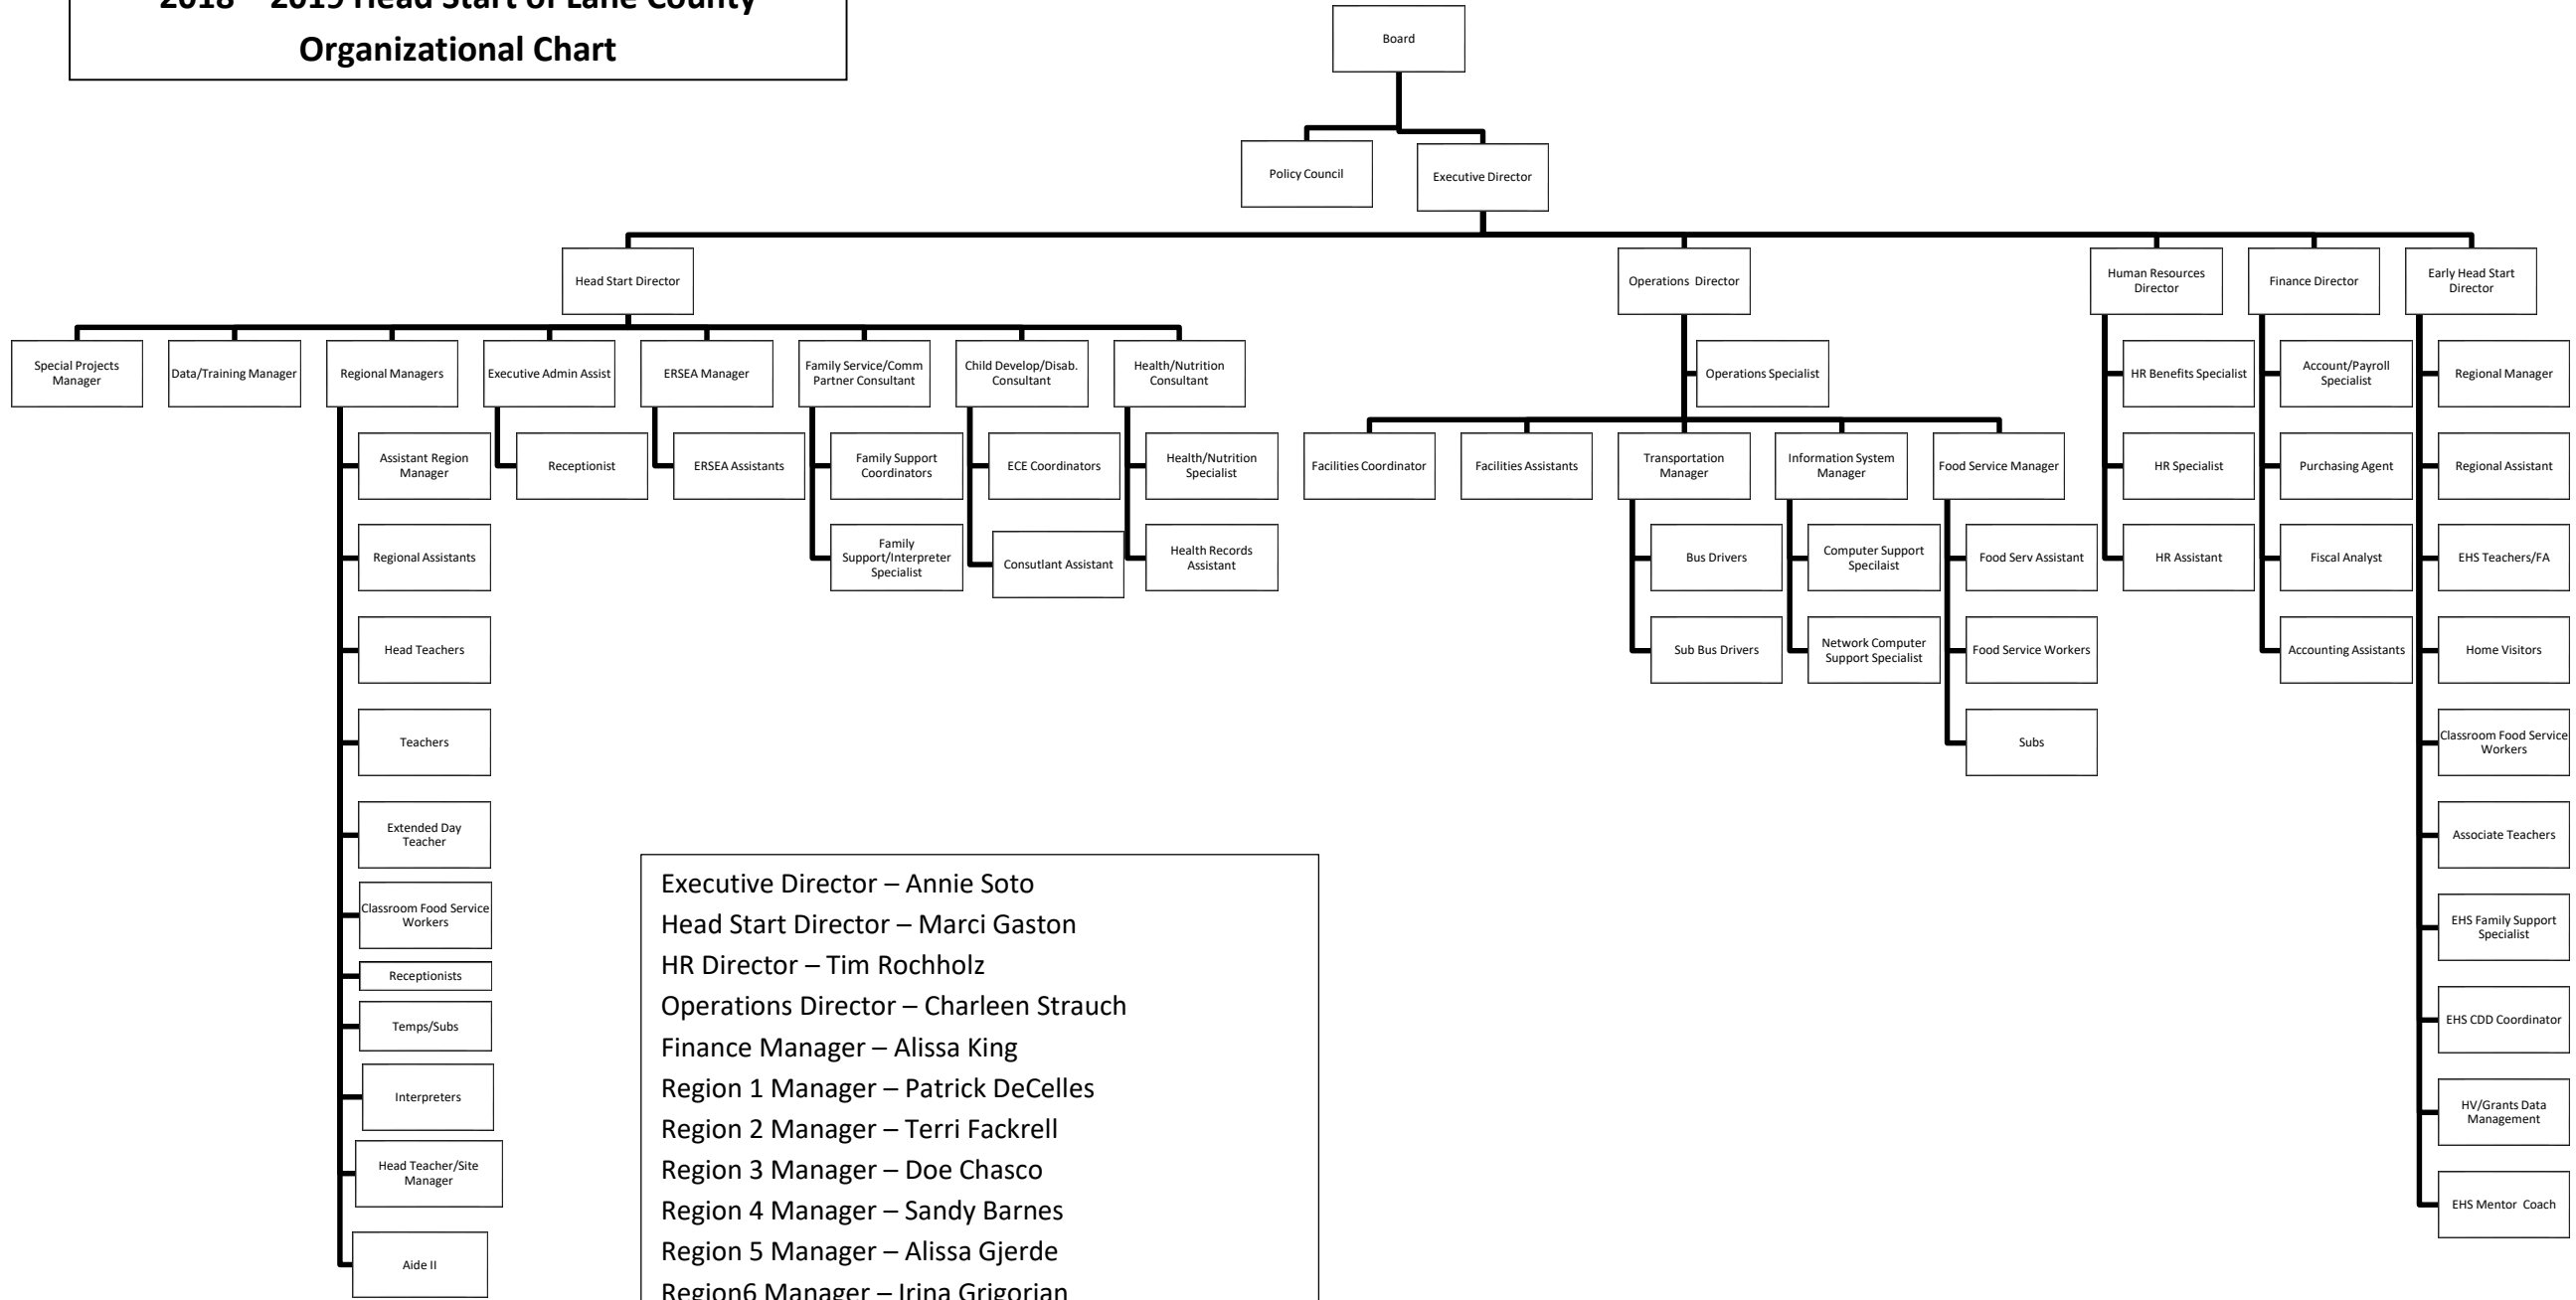 2018 – 2019 Head Start of Lane County
Organizational Chart
Board
Policy Council
Executive Director
Head Start Director
Operations Director
Human Resources
Director
Finance Director
Early Head Start
Director
Special Projects
Manager
Data/Training Manager
Regional Managers
Executive Admin Assist
ERSEA Manager
Family Service/Comm
Partner Consultant
Child Develop/Disab.
Consultant
Health/Nutrition
Consultant
Assistant Region
Manager
Regional Assistants
Head Teachers
Teachers
Extended Day
Teacher
Classroom Food Service
Workers
Receptionists
Temps/Subs
Interpreters
Head Teacher/Site
Manager
Aide II
Receptionist
ERSEA Assistants
Family Support
Coordinators
Family
Support/Interpreter
Specialist
ECE Coordinators
Consutlant Assistant
Health/Nutrition
Specialist
Health Records
Assistant
Operations Specialist
Facilities Coordinator
Facilities Assistants
Transportation
Manager
Information System
Manager
Food Service Manager
Bus Drivers
Sub Bus Drivers
Computer Support
Specilaist
Network Computer
Support Specialist
Food Serv Assistant
Food Service Workers
Subs
HR Benefits Specialist
HR Specialist
HR Assistant
Account/Payroll
Specialist
Purchasing Agent
Fiscal Analyst
Accounting Assistants
Regional Manager
Regional Assistant
EHS Teachers/FA
Home Visitors
Classroom Food Service
Workers
Associate Teachers
EHS Family Support
Specialist
EHS CDD Coordinator
HV/Grants Data
Management
EHS Mentor Coach
Executive Director – Annie Soto
Head Start Director – Marci Gaston
HR Director – Tim Rochholz
Operations Director – Charleen Strauch
Finance Manager – Alissa King
Region 1 Manager – Patrick DeCelles
Region 2 Manager – Terri Fackrell
Region 3 Manager – Doe Chasco
Region 4 Manager – Sandy Barnes
Region 5 Manager – Alissa Gjerde
Region6 Manager – Irina Grigorian